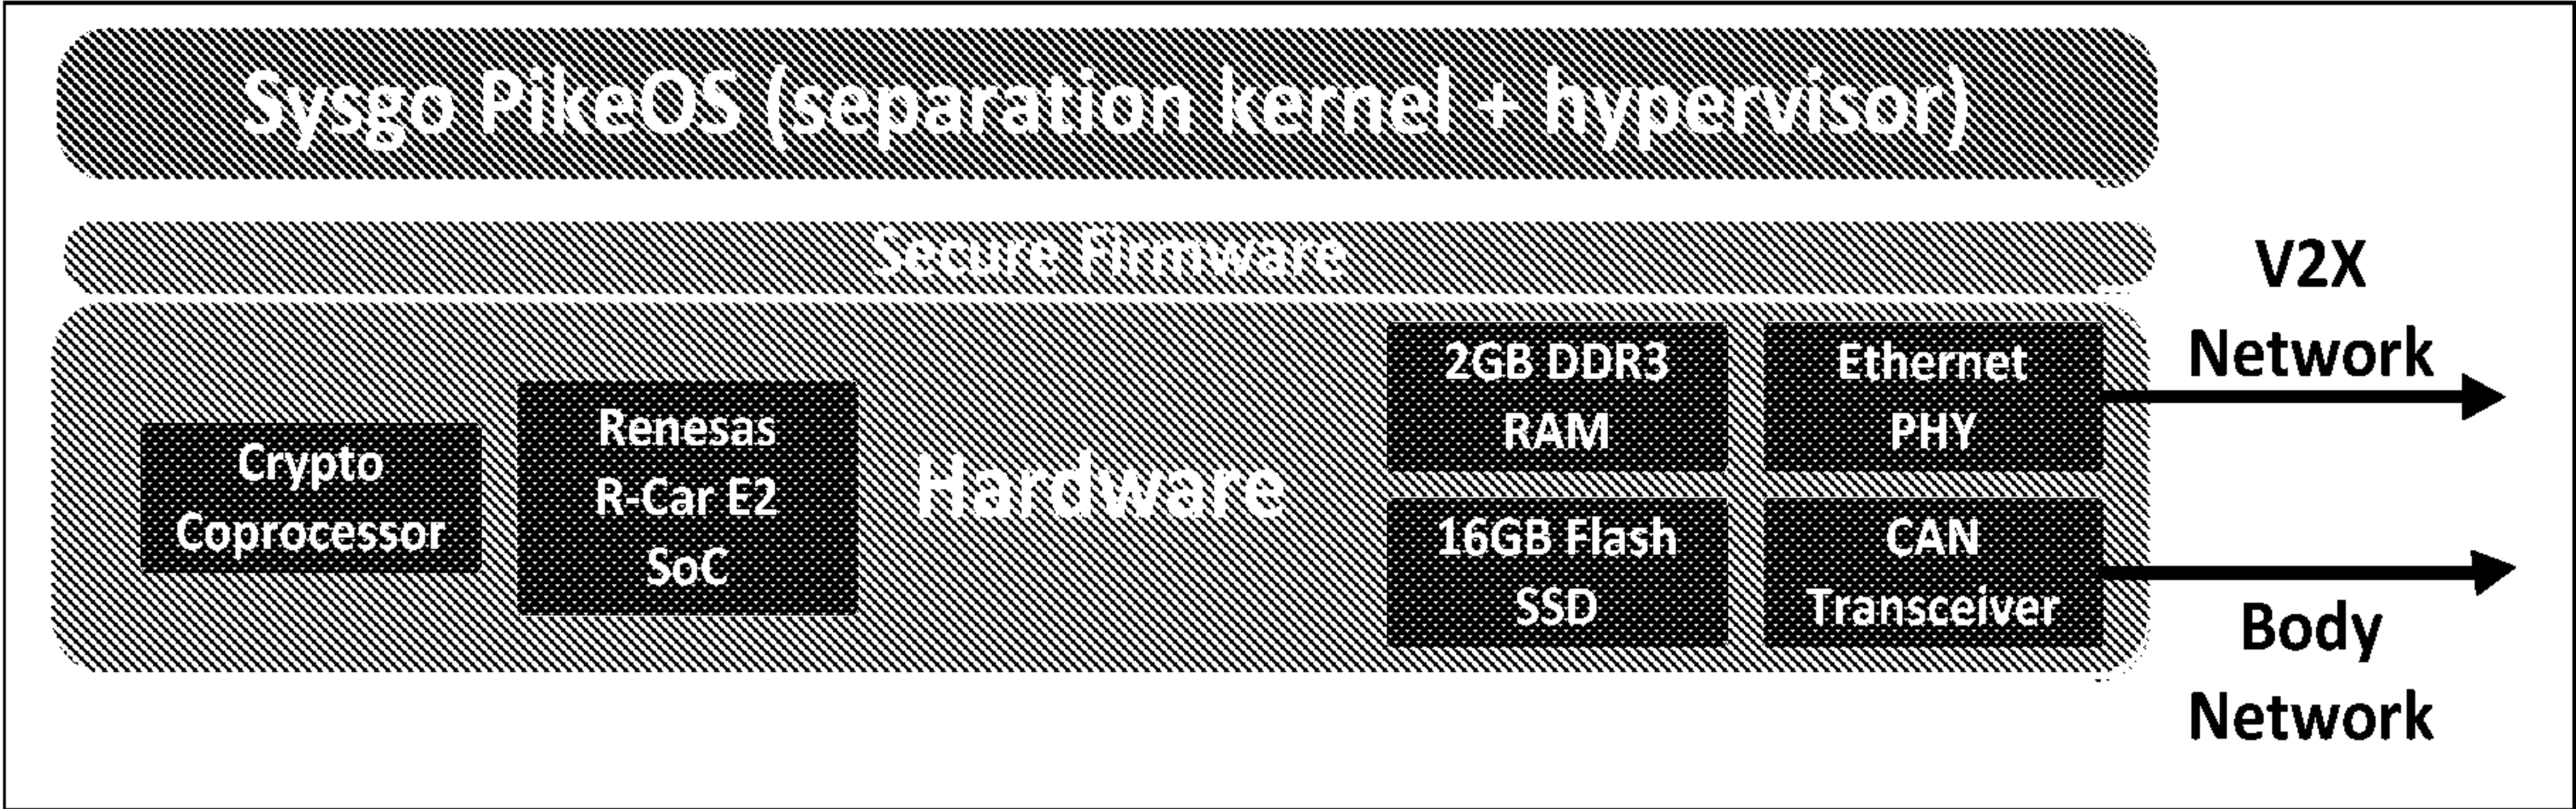 Sysgo PikeOS (separation kernel + hypervisor)
Secure Firmware
Hardware
Crypto
Coprocessor
Renesas
R-Car E2
SoC
2GB DDR3
RAM
16GB Flash
SSD
Ethernet
PHY
CAN
Transceiver
V2X
Network
Body
Network